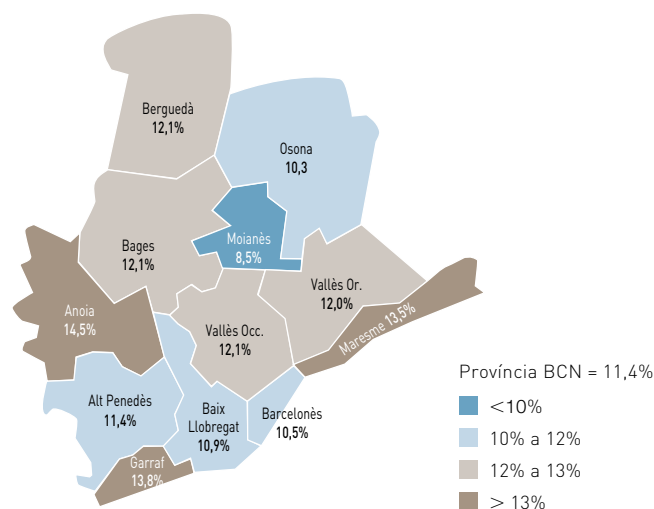 Berguedà
12,1%
Osona
10,3
Moianès
8,5%
Bages
12,1%
Vallès Or.
12,0%
Anoia
14,5%
Maresme 13,5%
Vallès Occ.
12,1%
Alt Penedès
11,4%
Baix
Llobregat
10,9%
Barcelonès
10,5%
Garraf
13,8%
Província BCN = 11,4%
<10%
10% a 12%
12% a 13%
> 13%